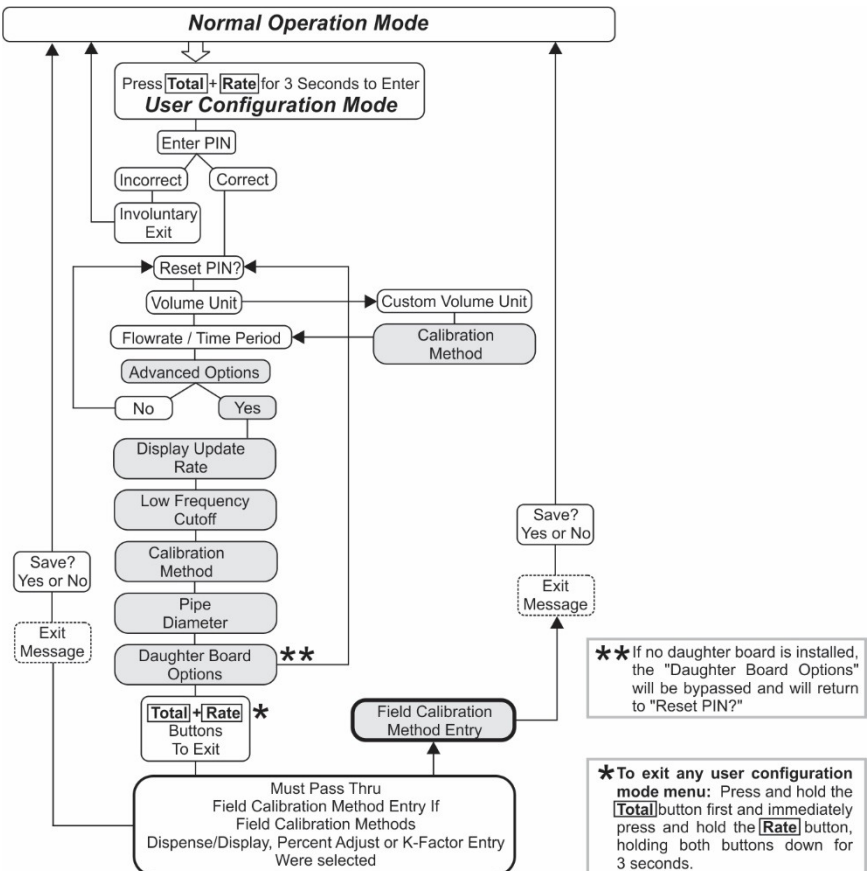 Normal Operation Mode
Press Total + Rate for 3 Seconds to Enter
User Configuration Mode
Enter PIN
Incorrect
Correct
Involuntary
Exit
Reset PIN?
Volume Unit
Custom Volume Unit
Flowrate / Time Period
Calibration
Method
Advanced Options
No
Yes
Display Update
Rate
Low Frequency
Cutoff
Calibration
Method
Pipe
Diameter
Daughter Board
Options
**
Total + Rate *
Buttons
To Exit
Must Pass Thru
Field Calibration Method Entry If
Field Calibration Methods
Dispense/Display, Percent Adjust or K-Factor Entry
Were selected
Save?
Yes or No
Exit
Message
Field Calibration
Method Entry
Save?
Yes or No
Exit
Message
** If no daughter board is installed,
the "Daughter Board Options"
will be bypassed and will return
to "Reset PIN?"
* To exit any user configuration
mode menu: Press and hold the
Total button first and immediately
press and hold the Rate button,
holding both buttons down for
3 seconds.